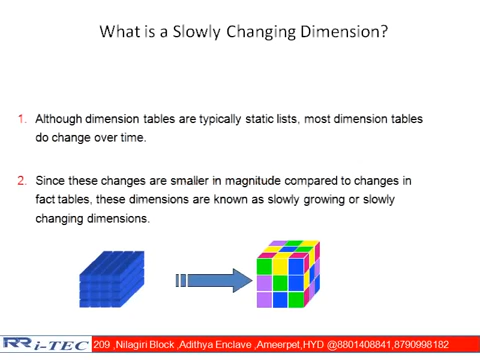 What is a Slowly Changing Dimension?
1. Although dimension tables are typically static lists, most dimension tables
do change over time.
2. Since these changes are smaller in magnitude compared to changes in
fact tables, these dimensions are known as slowly growing or slowly
changing dimensions.
RR i-TEC 209 ,Nilagiri Block ,Adithya Enclave ,Ameerpet,HYD @8801408841,8790998182